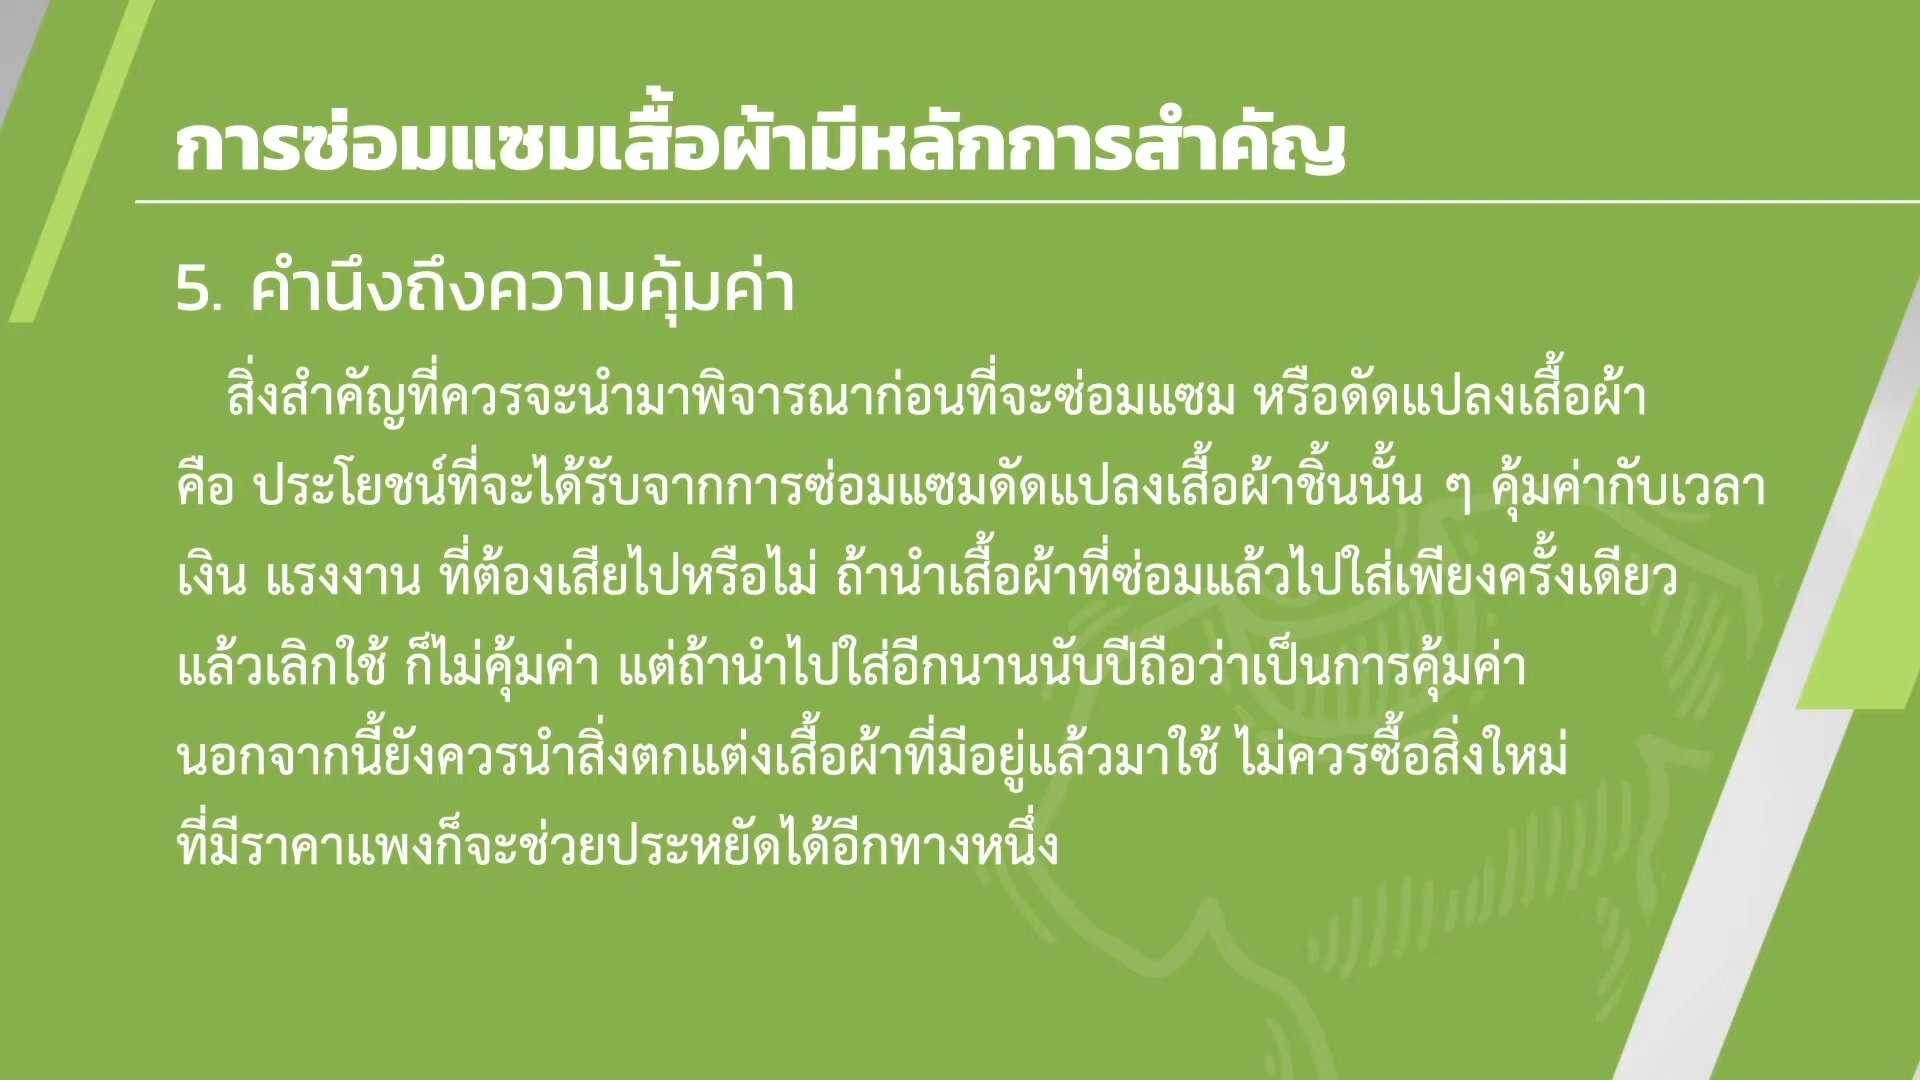 การซ่อมแซมเสื้อผ้ามีหลักการสำคัญ
5. คำนึงถึงความคุ้มค่า
สิ่งสำคัญที่ควรจะนำมาพิจารณาก่อนที่จะซ่อมแซม หรือดัดแปลงเสื้อผ้า
คือ ประโยชน์ที่จะได้รับจากการซ่อมแซมดัดแปลงเสื้อผ้าชิ้นนั้น ๆ คุ้มค่ากับเวลา
เงิน แรงงาน ที่ต้องเสียไปหรือไม่ ถ้านำเสื้อผ้าที่ซ่อมแล้วไปใส่เพียงครั้งเดียว
แล้วเลิกใช้ ก็ไม่คุ้มค่า แต่ถ้านำไปใส่อีกนานนับปีถือว่าเป็นการคุ้มค่า
นอกจากนี้ยังควรนำสิ่งตกแต่งเสื้อผ้าที่มีอยู่แล้วมาใช้ ไม่ควรซื้อสิ่งใหม่
ที่มีราคาแพงก็จะช่วยประหยัดได้อีกทางหนึ่ง